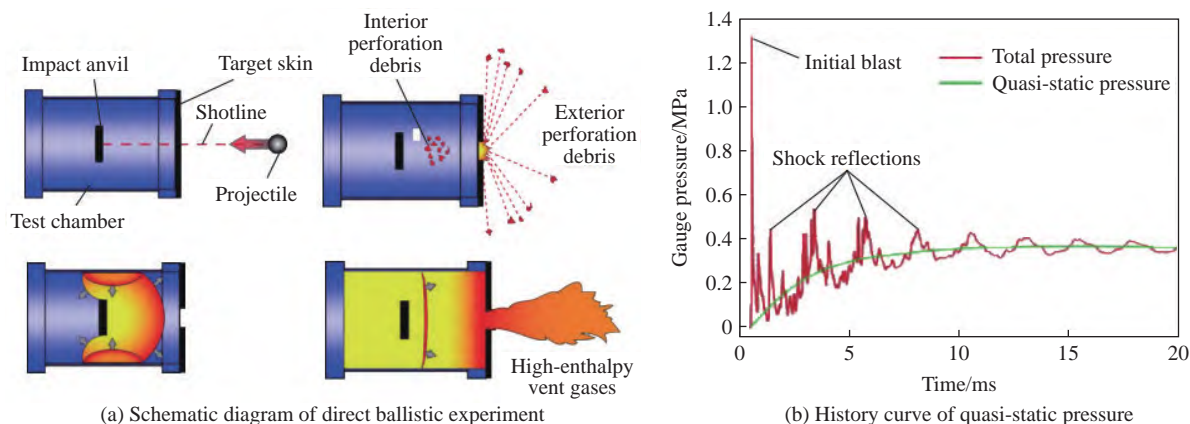 Impact anvil
Target skin
Shotline
Projectile
Test chamber
Interior
perforation
debris
Exterior
perforation
debris
High-enthalpy
vent gases
(a) Schematic diagram of direct ballistic experiment
1.4
1.2
1.0
0.8
0.6
0.4
0.2
0
Gauge pressure/MPa
Initial blast
Total pressure
Quasi-static pressure
Shock reflections
0
5
10
15
20
Time/ms
(b) History curve of quasi-static pressure